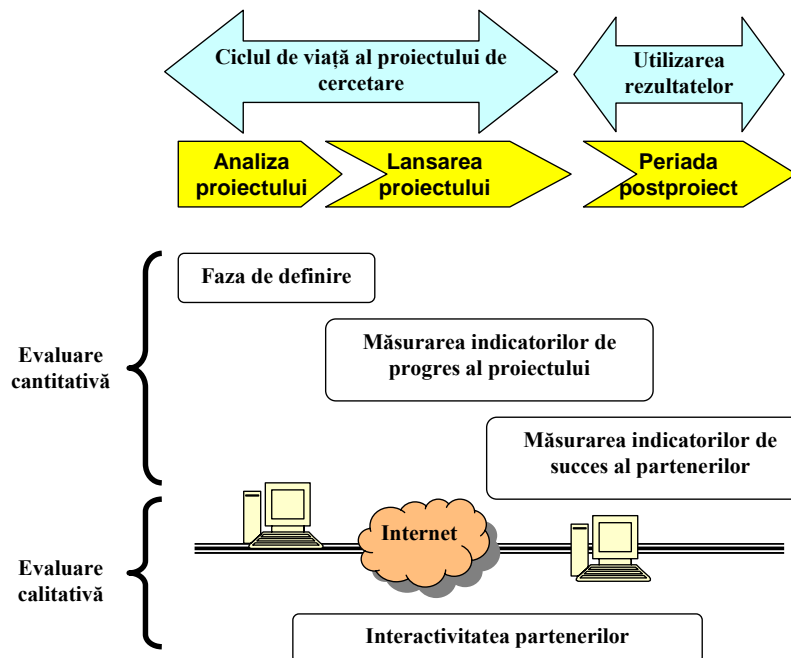 Ciclul de viață al proiectului de
cercetare
Utilizarea
rezultatelor
Analiza
proiectului
Lansarea
proiectului
Periada
postproiect
Faza de definire
Evaluare
cantitativă
Măsurarea indicatorilor de
progres al proiectului
Măsurarea indicatorilor de
succes al partenerilor
Internet
Evaluare
calitativă
Interactivitatea partenerilor